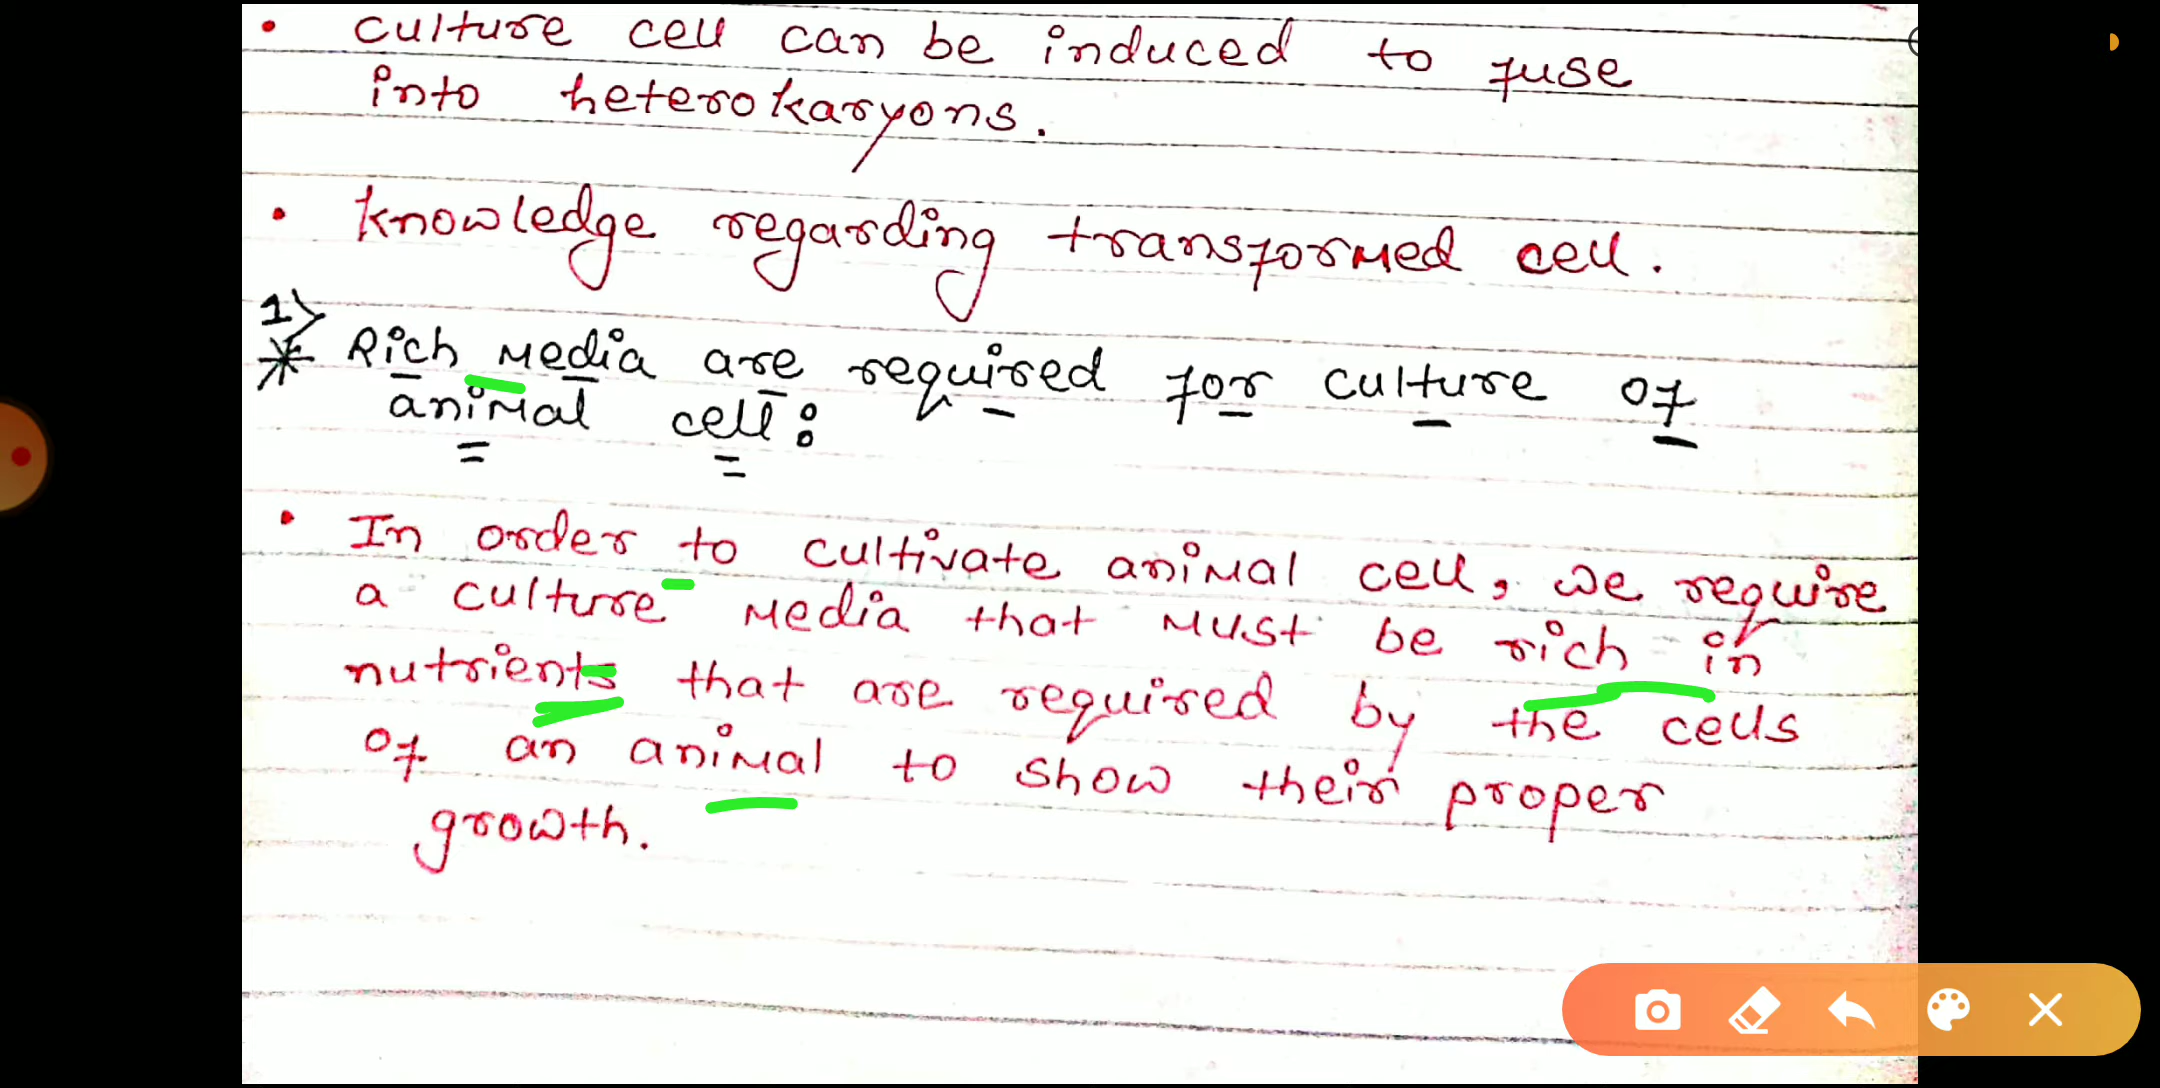 • culture cell can be induced to fuse
into heterokaryons.
• knowledge regarding transformed cell.
1>
* Rich Media are required for culture of
animal cell:
• In order to cultivate animal cell, we require
a culture Media that Must be rich in
nutrients that are required by the cells
of an animal to show their proper
growth.